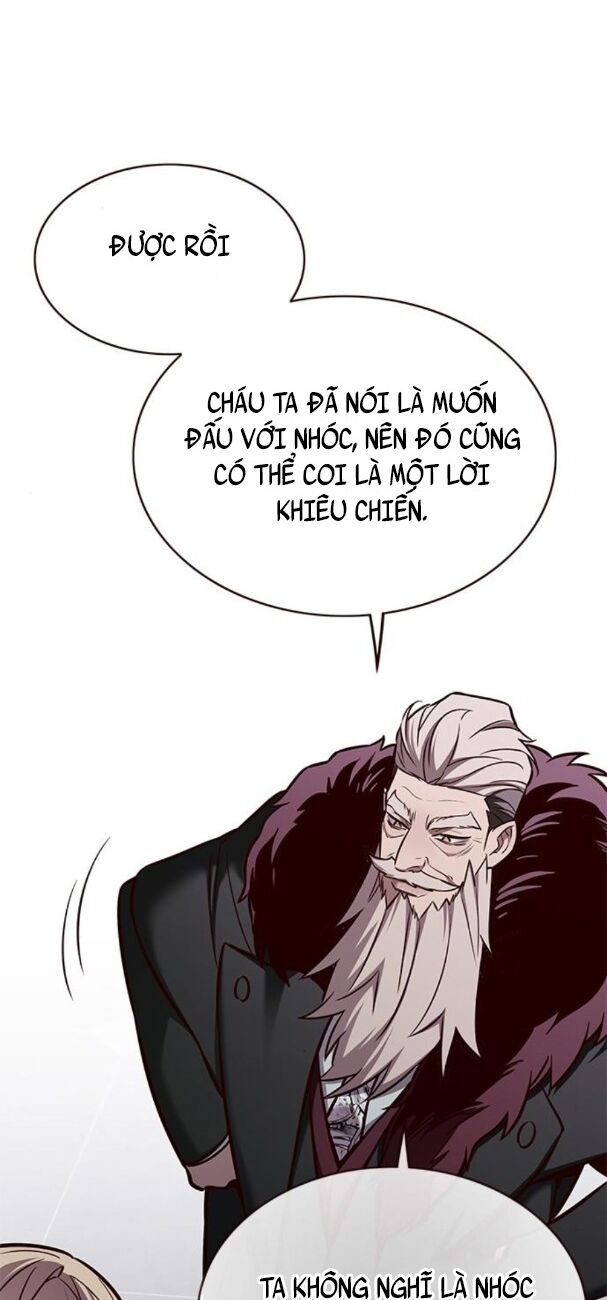 ĐƯỢC RỒI
CHÁU TA ĐÃ NÓI LÀ MUỐN
ĐẤU VỚI NHÓC, NÊN ĐÓ CŨNG
CÓ THỂ COI LÀ MỘT LỜI
KHIÊU CHIẾN.
TA KHÔNG NGHĨ LÀ NHÓC